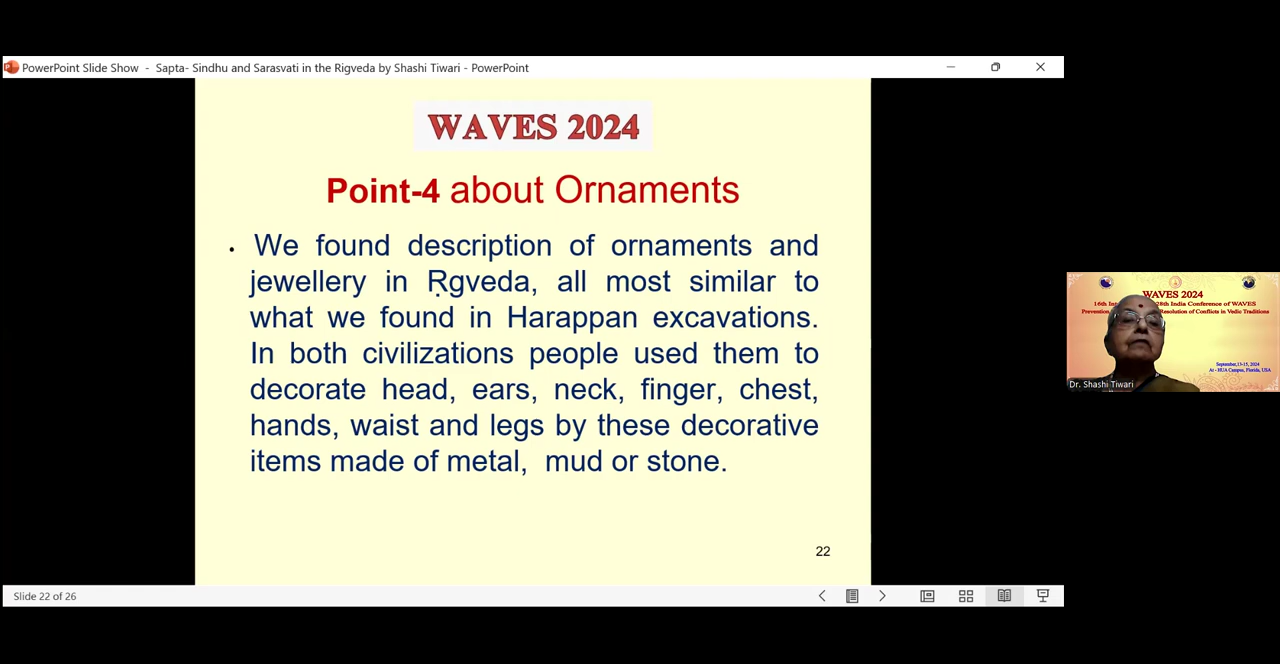 PowerPoint Slide Show - Sapta- Sindhu and Sarasvati in the Rigveda by Shashi Tiwari - PowerPoint
WAVES 2024
Point-4 about Ornaments
• We found description of ornaments and
jewellery in Ṛgveda, all most similar to
what we found in Harappan excavations.
In both civilizations people used them to
decorate head, ears, neck, finger, chest,
hands, waist and legs by these decorative
items made of metal, mud or stone.
22
Slide 22 of 26
WAVES 2024
16th Int 28th India Conference of WAVES
Prevention Resolution of Conflicts in Vedic Traditions
September,13-15, 2024
At - HUA Campus, Florida, USA
Dr. Shashi Tiwari